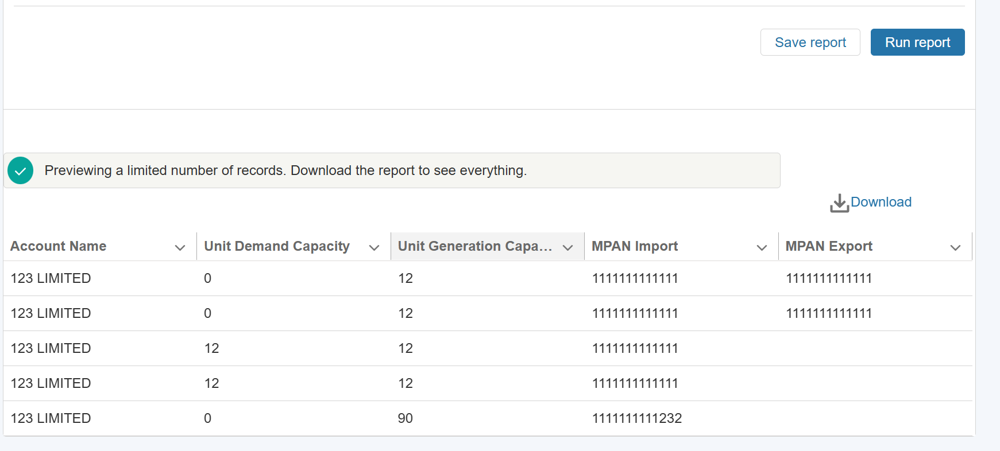 Save report Run report
Previewing a limited number of records. Download the report to see everything.
Download
Account Name Unit Demand Capacity Unit Generation Capa... MPAN Import MPAN Export
123 LIMITED 0 12 1111111111111 1111111111111
123 LIMITED 0 12 1111111111111 1111111111111
123 LIMITED 12 12 1111111111111
123 LIMITED 12 12 1111111111111
123 LIMITED 0 90 1111111111232